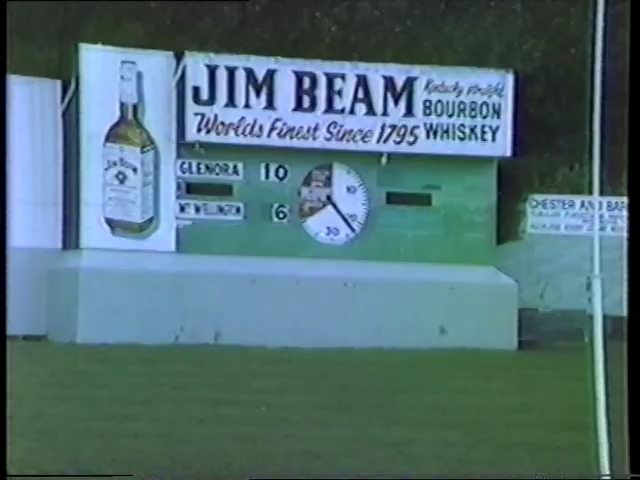 JIM BEAM
Kentucky straight
BOURBON
WHISKEY
Worlds Finest Since 1795
JIM BEAM
GLENORA 10
MT WELLINGTON 6
10
20
30
CHESTER AND